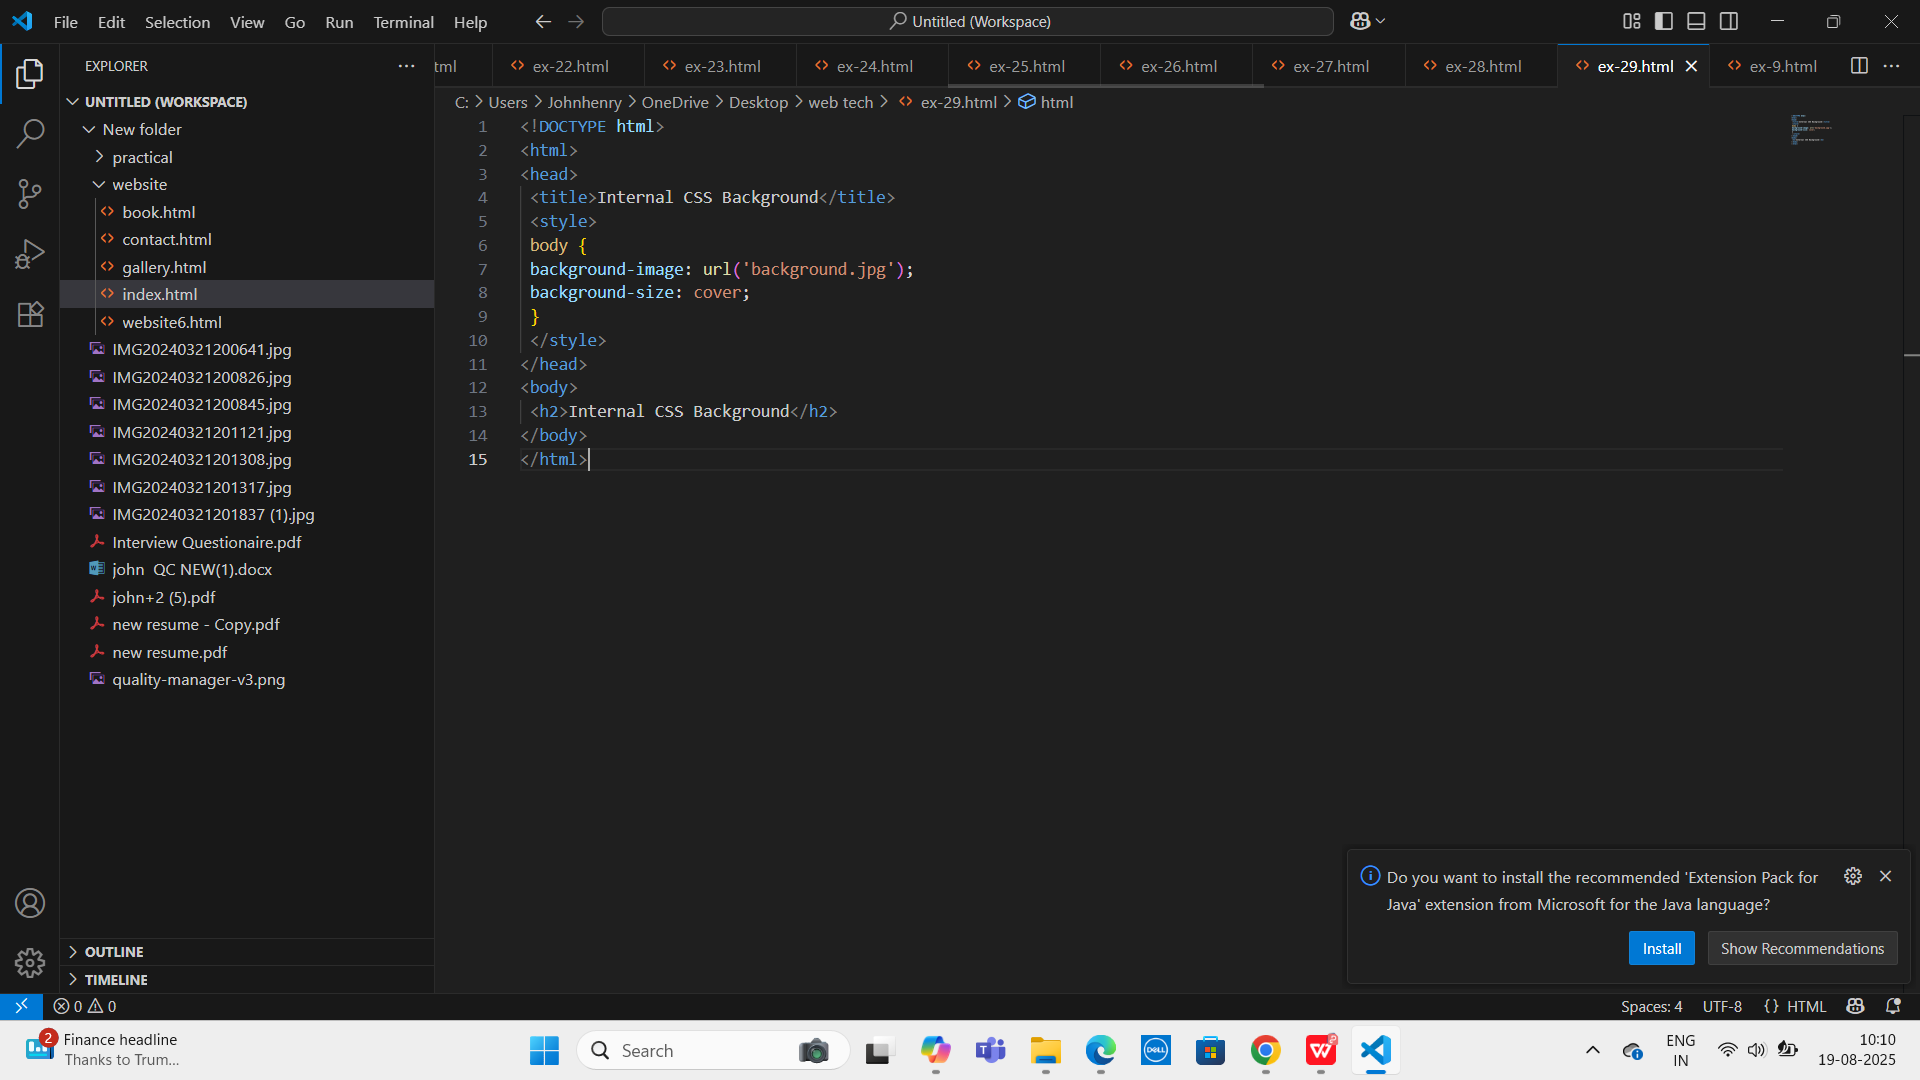 File Edit Selection View Go Run Terminal Help
Untitled (Workspace)
EXPLORER
UNTITLED (WORKSPACE)
New folder
practical
website
book.html
contact.html
gallery.html
index.html
website6.html
IMG20240321200641.jpg
IMG20240321200826.jpg
IMG20240321200845.jpg
IMG20240321201121.jpg
IMG20240321201308.jpg
IMG20240321201317.jpg
IMG20240321201837 (1).jpg
Interview Questionaire.pdf
john  QC NEW(1).docx
john+2 (5).pdf
new resume - Copy.pdf
new resume.pdf
quality-manager-v3.png
OUTLINE
TIMELINE
tml ex-22.html ex-23.html ex-24.html ex-25.html ex-26.html ex-27.html ex-28.html ex-29.html ex-9.html
C: > Users > Johnhenry > OneDrive > Desktop > web tech > ex-29.html > html
1 <!DOCTYPE html>
2 <html>
3 <head>
4 <title>Internal CSS Background</title>
5 <style>
6 body {
7 background-image: url('background.jpg');
8 background-size: cover;
9 }
10 </style>
11 </head>
12 <body>
13 <h2>Internal CSS Background</h2>
14 </body>
15 </html>
Do you want to install the recommended 'Extension Pack for
Java' extension from Microsoft for the Java language?
Install Show Recommendations
0 0
Spaces: 4 UTF-8 {} HTML
2
Finance headline
Thanks to Trum...
Search
DELL
ENG
IN
10:10
19-08-2025